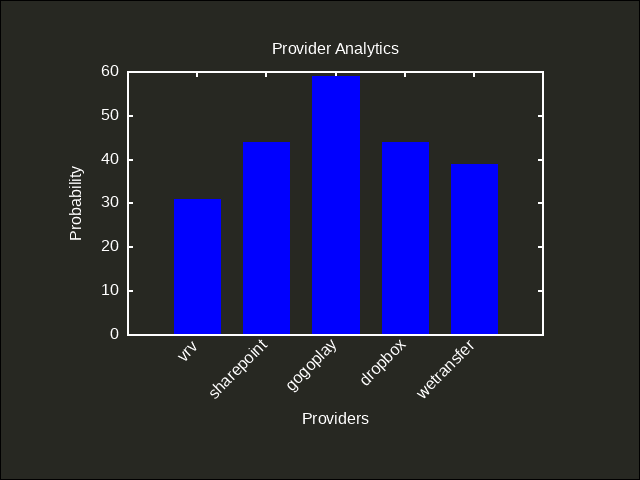 Provider Analytics
60
50
40
30
20
10
0
Probability
vrv
sharepoint
gogoplay
dropbox
wetransfer
Providers